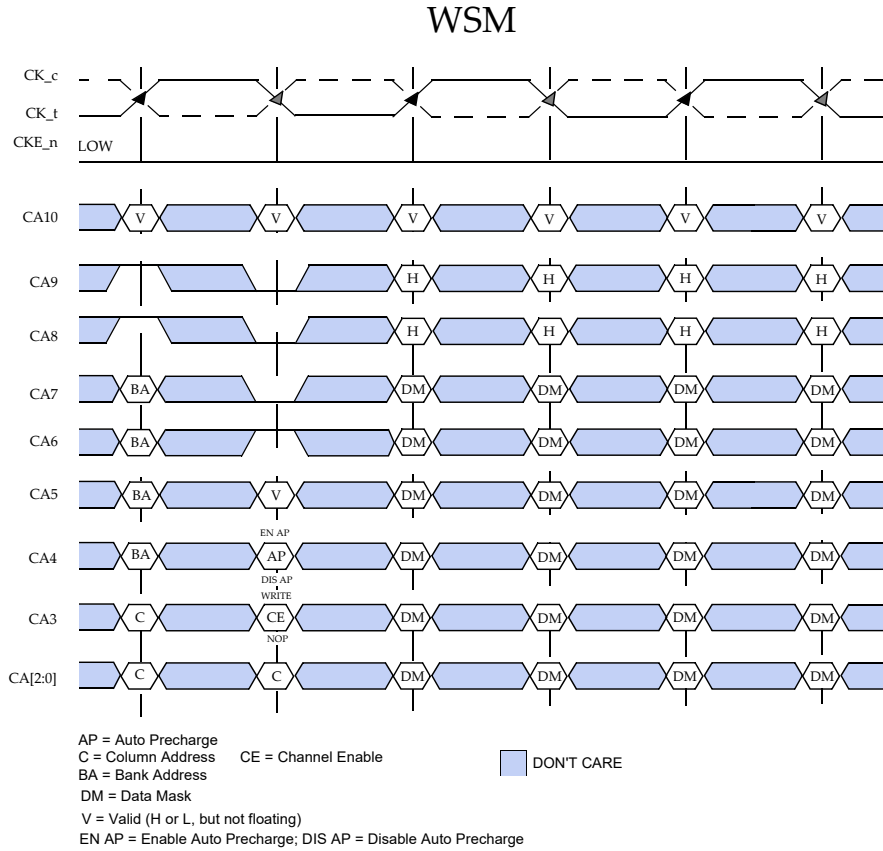 WSM
CK_c
CK_t
CKE_n LOW
CA10 V V V V V V
CA9 H H H H
CA8 H H H H
CA7 BA DM DM DM DM
CA6 BA DM DM DM DM
CA5 BA V DM DM DM DM
EN AP
CA4 BA AP DM DM DM DM
DIS AP
WRITE
CA3 C CE DM DM DM DM
NOP
CA[2:0] C C DM DM DM DM
AP = Auto Precharge
C = Column Address CE = Channel Enable
BA = Bank Address
DON'T CARE
DM = Data Mask
V = Valid (H or L, but not floating)
EN AP = Enable Auto Precharge; DIS AP = Disable Auto Precharge